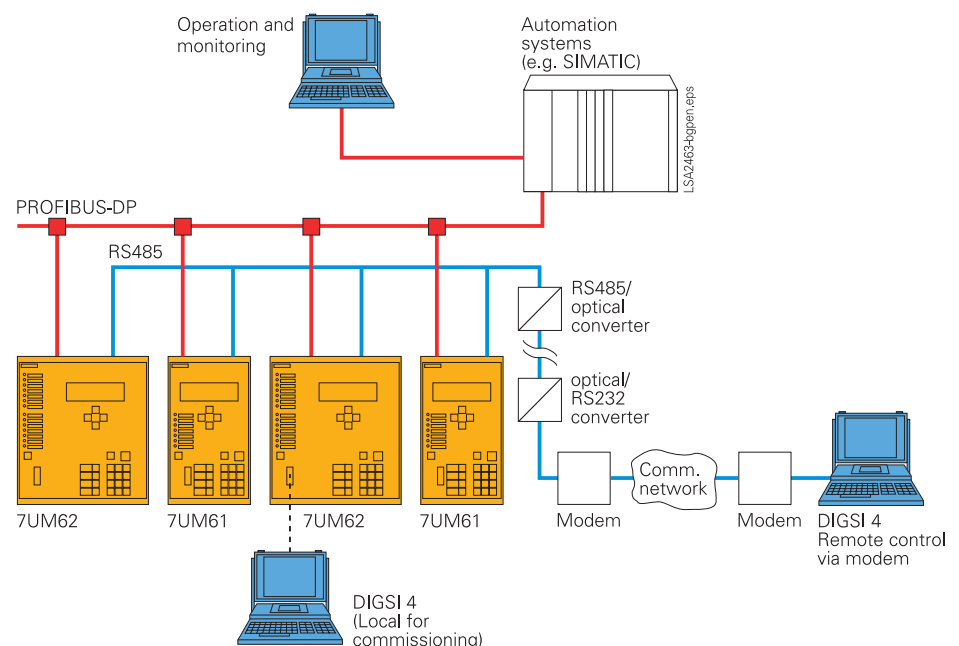 Operation and
monitoring
Automation
systems
(e.g. SIMATIC)
LSA2463-bgpen.eps
PROFIBUS-DP
RS485
RS485/
optical
converter
optical/
RS232
converter
Comm.
network
7UM62
7UM61
7UM62
7UM61
Modem
Modem
DIGSI 4
Remote control
via modem
DIGSI 4
(Local for
commissioning)